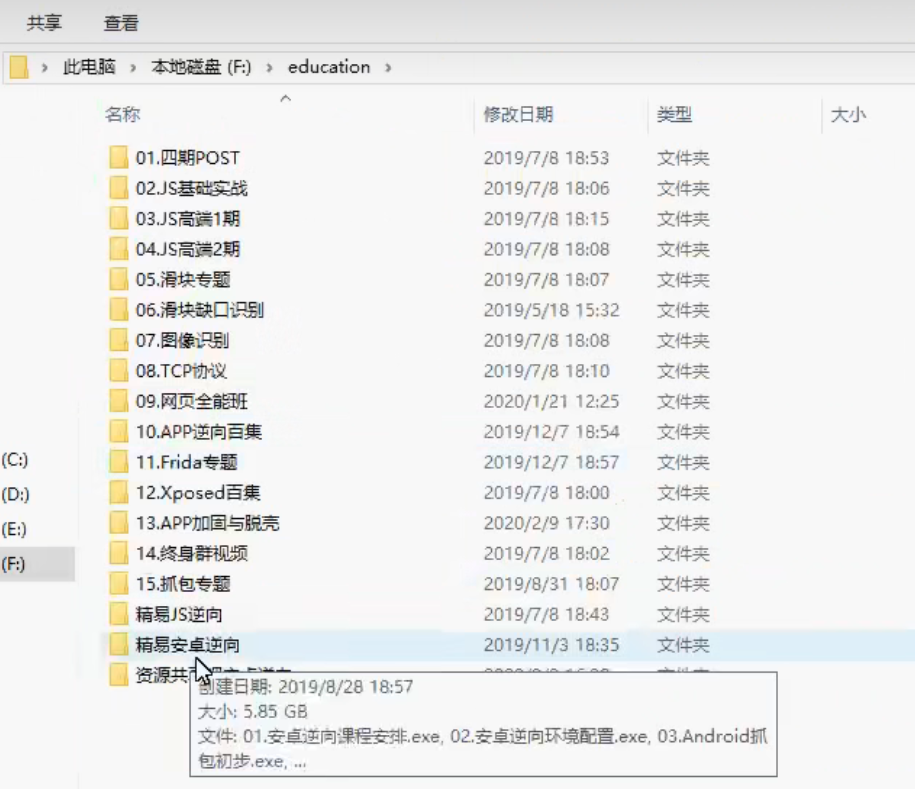 共享 查看
此电脑 › 本地磁盘 (F:) › education ›
名称 修改日期 类型 大小
01.四期POST 2019/7/8 18:53 文件夹
02.JS基础实战 2019/7/8 18:06 文件夹
03.JS高端1期 2019/7/8 18:15 文件夹
04.JS高端2期 2019/7/8 18:08 文件夹
05.滑块专题 2019/7/8 18:07 文件夹
06.滑块缺口识别 2019/5/18 15:32 文件夹
07.图像识别 2019/7/8 18:08 文件夹
08.TCP协议 2019/7/8 18:10 文件夹
09.网页全能班 2020/1/21 12:25 文件夹
10.APP逆向百集 2019/12/7 18:54 文件夹
(C:) 11.Frida专题 2019/12/7 18:57 文件夹
(D:) 12.Xposed百集 2019/7/8 18:00 文件夹
(E:) 13.APP加固与脱壳 2020/2/9 17:30 文件夹
(F:) 14.终身群视频 2019/7/8 18:02 文件夹
15.抓包专题 2019/8/31 18:07 文件夹
精易JS逆向 2019/7/8 18:43 文件夹
精易安卓逆向 2019/11/3 18:35 文件夹
资源共
创建日期: 2019/8/28 18:57
大小: 5.85 GB
文件: 01.安卓逆向课程安排.exe, 02.安卓逆向环境配置.exe, 03.Android抓
包初步.exe, ...